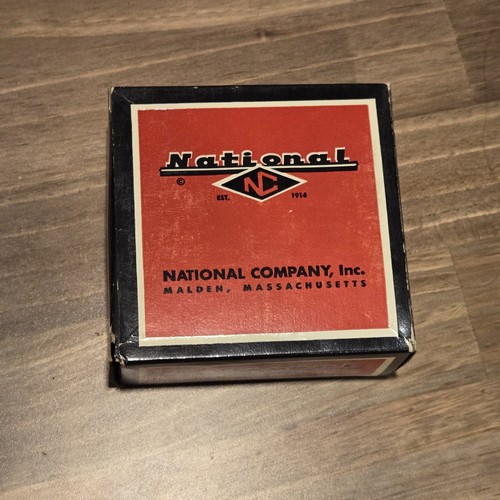 National
© NC
EST. 1914
NATIONAL COMPANY, Inc.
MALDEN, MASSACHUSETTS